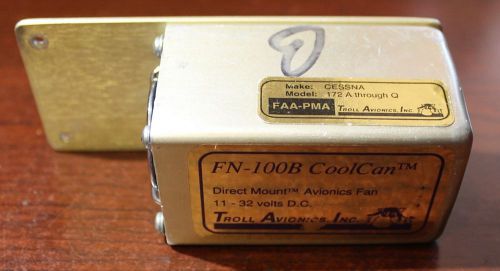 D
Make: CESSNA
Model: 172 A through Q
FAA-PMA TROLL AVIONICS, INC.
FN-100B CoolCan™
Direct Mount™ Avionics Fan
11 - 32 volts D.C.
TROLL AVIONICS, INC.